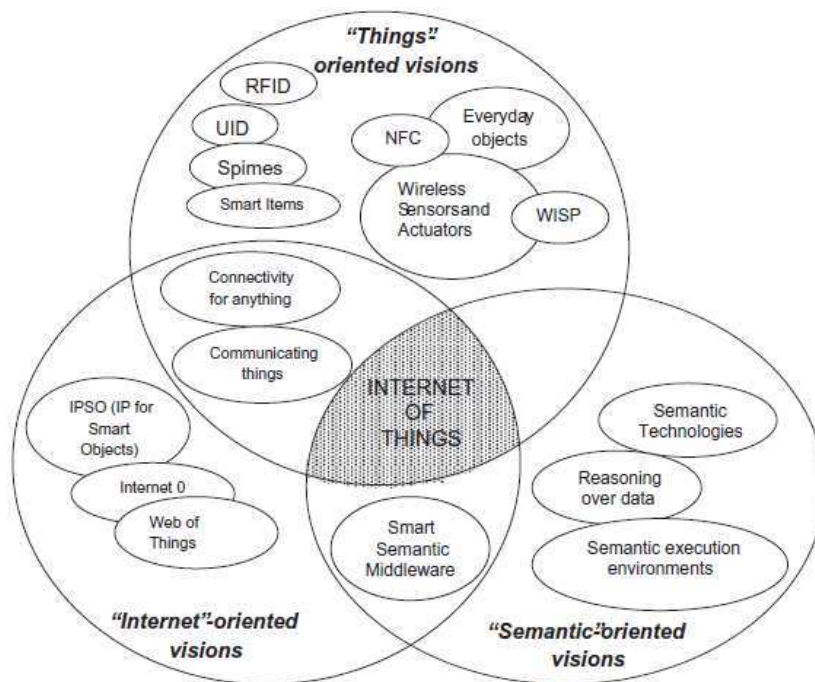 “Things”-
oriented visions
RFID
UID
Spimes
Smart Items
NFC
Everyday
objects
Wireless
Sensors and
Actuators
WISP
Connectivity
for anything
Communicating
things
INTERNET
OF
THINGS
IPSO (IP for
Smart
Objects)
Internet 0
Web of
Things
Semantic
Technologies
Reasoning
over data
Semantic execution
environments
Smart
Semantic
Middleware
“Internet”-oriented
visions
“Semantic”-oriented
visions